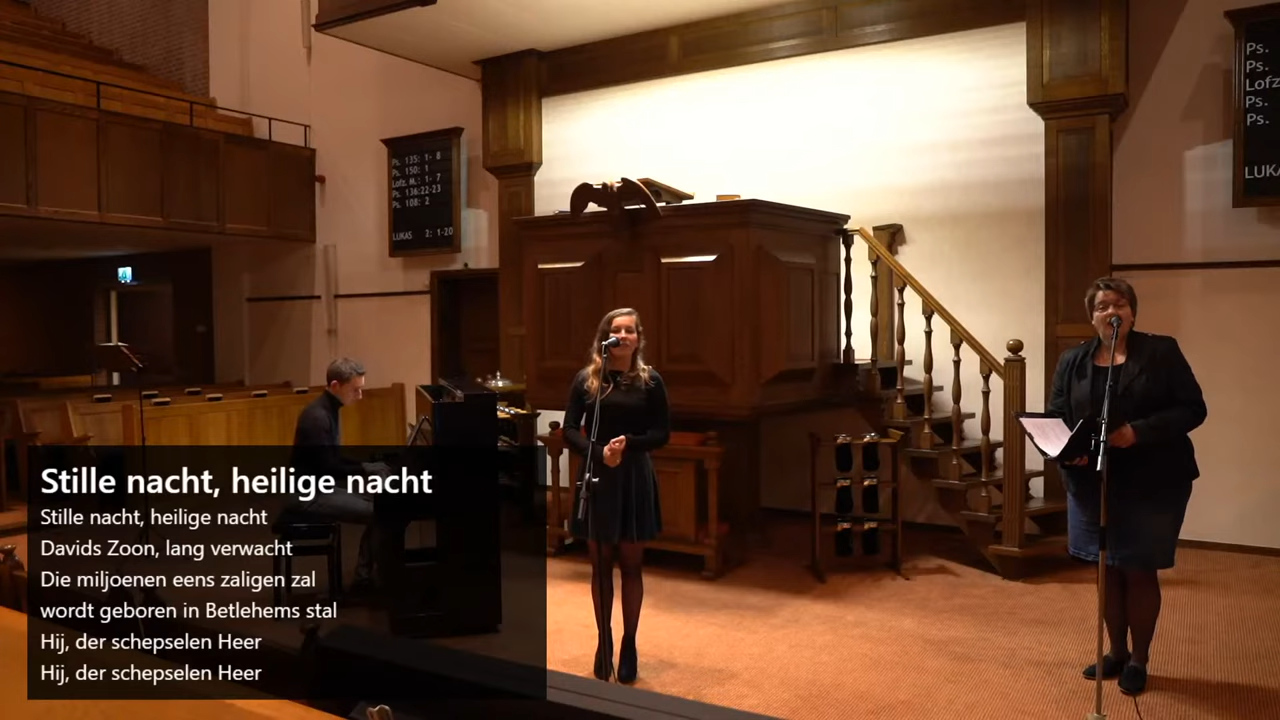 Ps. 135: 1- 8
Ps. 150: 1
Lofz. M.: 1- 7
Ps. 136:22-23
Ps. 108: 2
LUKAS 2: 1-20
Ps.
Ps.
Lofz
Ps.
Ps.
LUKA
Stille nacht, heilige nacht
Stille nacht, heilige nacht
Davids Zoon, lang verwacht
Die miljoenen eens zaligen zal
wordt geboren in Betlehems stal
Hij, der schepselen Heer
Hij, der schepselen Heer